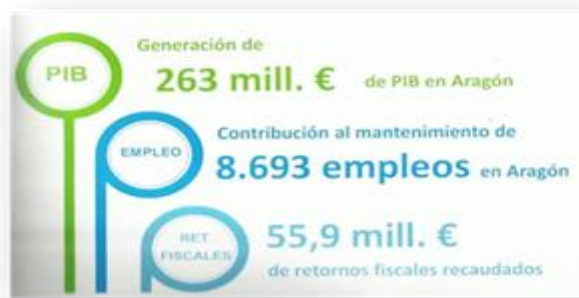 PIB
Generación de
263 mill. € de PIB en Aragón
EMPLEO
Contribución al mantenimiento de
8.693 empleos en Aragón
RET.
FISCALES
55,9 mill. €
de retornos fiscales recaudados